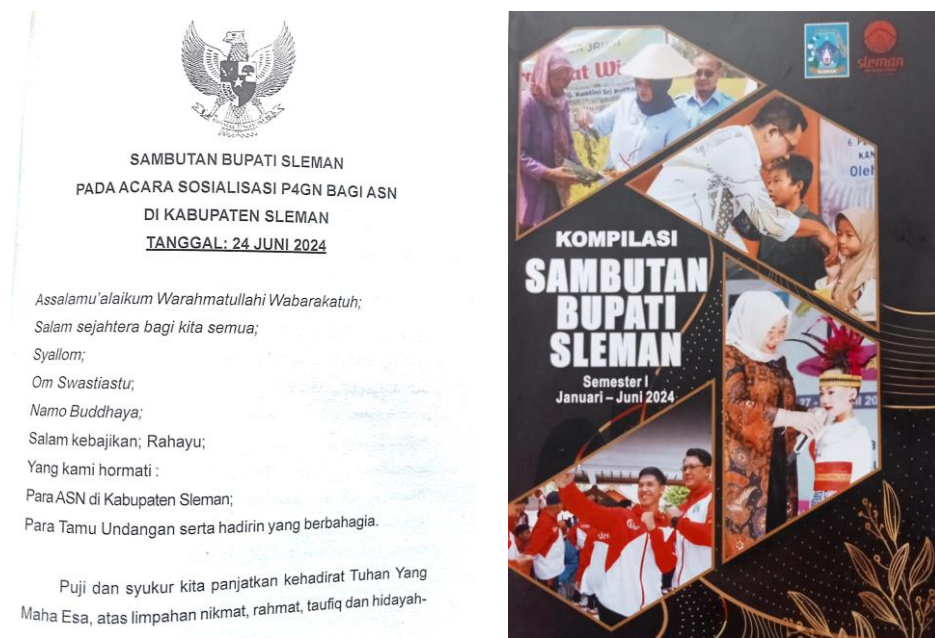 SAMBUTAN BUPATI SLEMAN
PADA ACARA SOSIALISASI P4GN BAGI ASN
DI KABUPATEN SLEMAN
TANGGAL: 24 JUNI 2024
Assalamu'alaikum Warahmatullahi Wabarakatuh;
Salam sejahtera bagi kita semua;
Syallom;
Om Swastiastu;
Namo Buddhaya;
Salam kebajikan; Rahayu;
Yang kami hormati :
Para ASN di Kabupaten Sleman;
Para Tamu Undangan serta hadirin yang berbahagia.
Puji dan syukur kita panjatkan kehadirat Tuhan Yang
Maha Esa, atas limpahan nikmat, rahmat, taufiq dan hidayah-
SLEMAN
sleman
KOMPILASI
SAMBUTAN
BUPATI
SLEMAN
Semester I
Januari – Juni 2024
Oleh